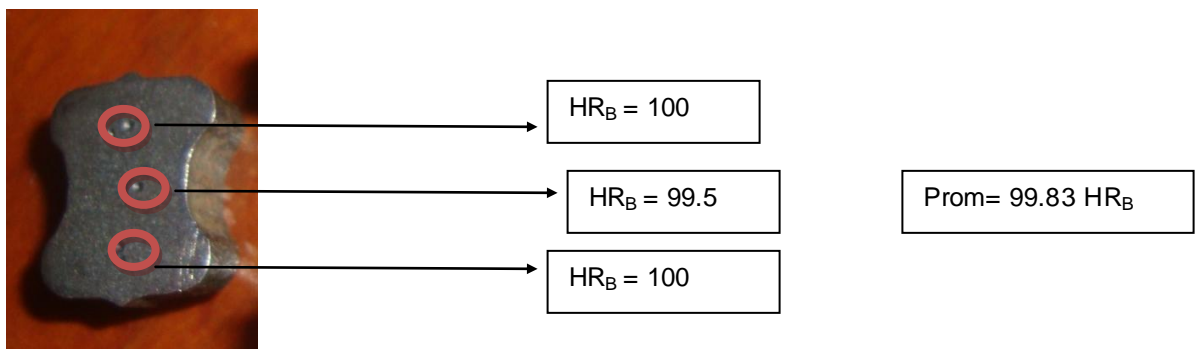 HRB = 100
HRB = 99.5
Prom= 99.83 HRB
HRB = 100